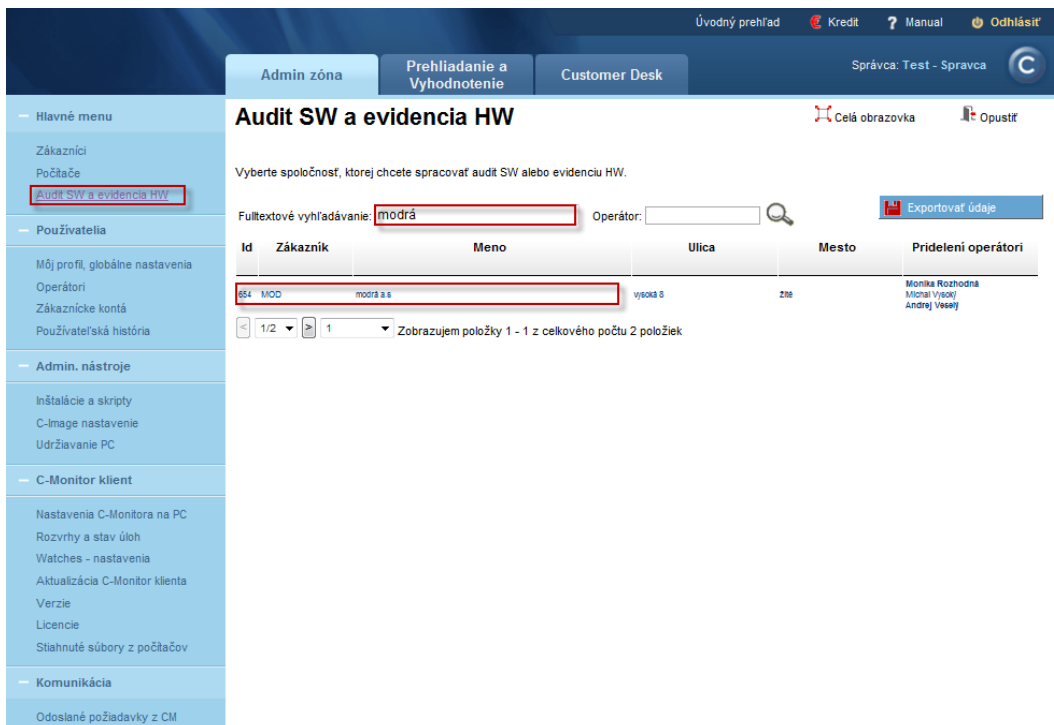 Úvodný prehľad
Kredit
? Manual
Odhlásiť
Admin zóna
Prehliadanie a
Vyhodnotenie
Customer Desk
Správca: Test - Spravca
C
Hlavné menu
Zákazníci
Počítače
Audit SW a evidencia HW
Používatelia
Môj profil, globálne nastavenia
Operátori
Zákaznícke kontá
Používateľská história
Admin. nástroje
Inštalácie a skripty
C-Image nastavenie
Udržiavanie PC
C-Monitor klient
Nastavenia C-Monitora na PC
Rozvrhy a stav úloh
Watches - nastavenia
Aktualizácia C-Monitor klienta
Verzie
Licencie
Stiahnuté súbory z počítačov
Komunikácia
Odoslané požiadavky z CM
Audit SW a evidencia HW
Celá obrazovka
Opustiť
Vyberte spoločnosť, ktorej chcete spracovať audit SW alebo evidenciu HW.
Fulltextové vyhľadávanie: modrá
Operátor:
Exportovať údaje
Id Zákazník Meno Ulica Mesto Pridelení operátori
654 MOD modrá a.s vysoká 8 žlté Monika Rozhodná
Michal Vysoký
Andrej Veselý
< 1/2 > 1 Zobrazujem položky 1 - 1 z celkového počtu 2 položiek